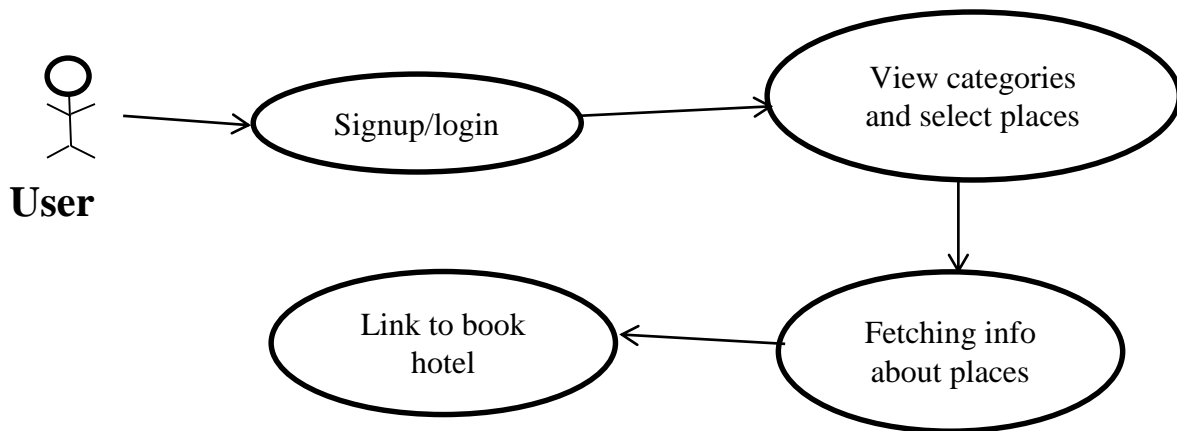 User
Signup/login
View categories
and select places
Fetching info
about places
Link to book
hotel